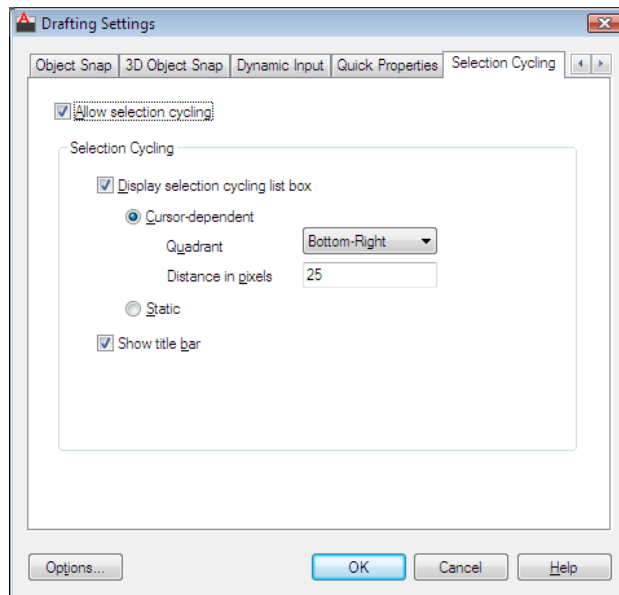 Drafting Settings
Object Snap 3D Object Snap Dynamic Input Quick Properties Selection Cycling
Allow selection cycling
Selection Cycling
Display selection cycling list box
Cursor-dependent
Quadrant Bottom-Right
Distance in pixels 25
Static
Show title bar
Options... OK Cancel Help